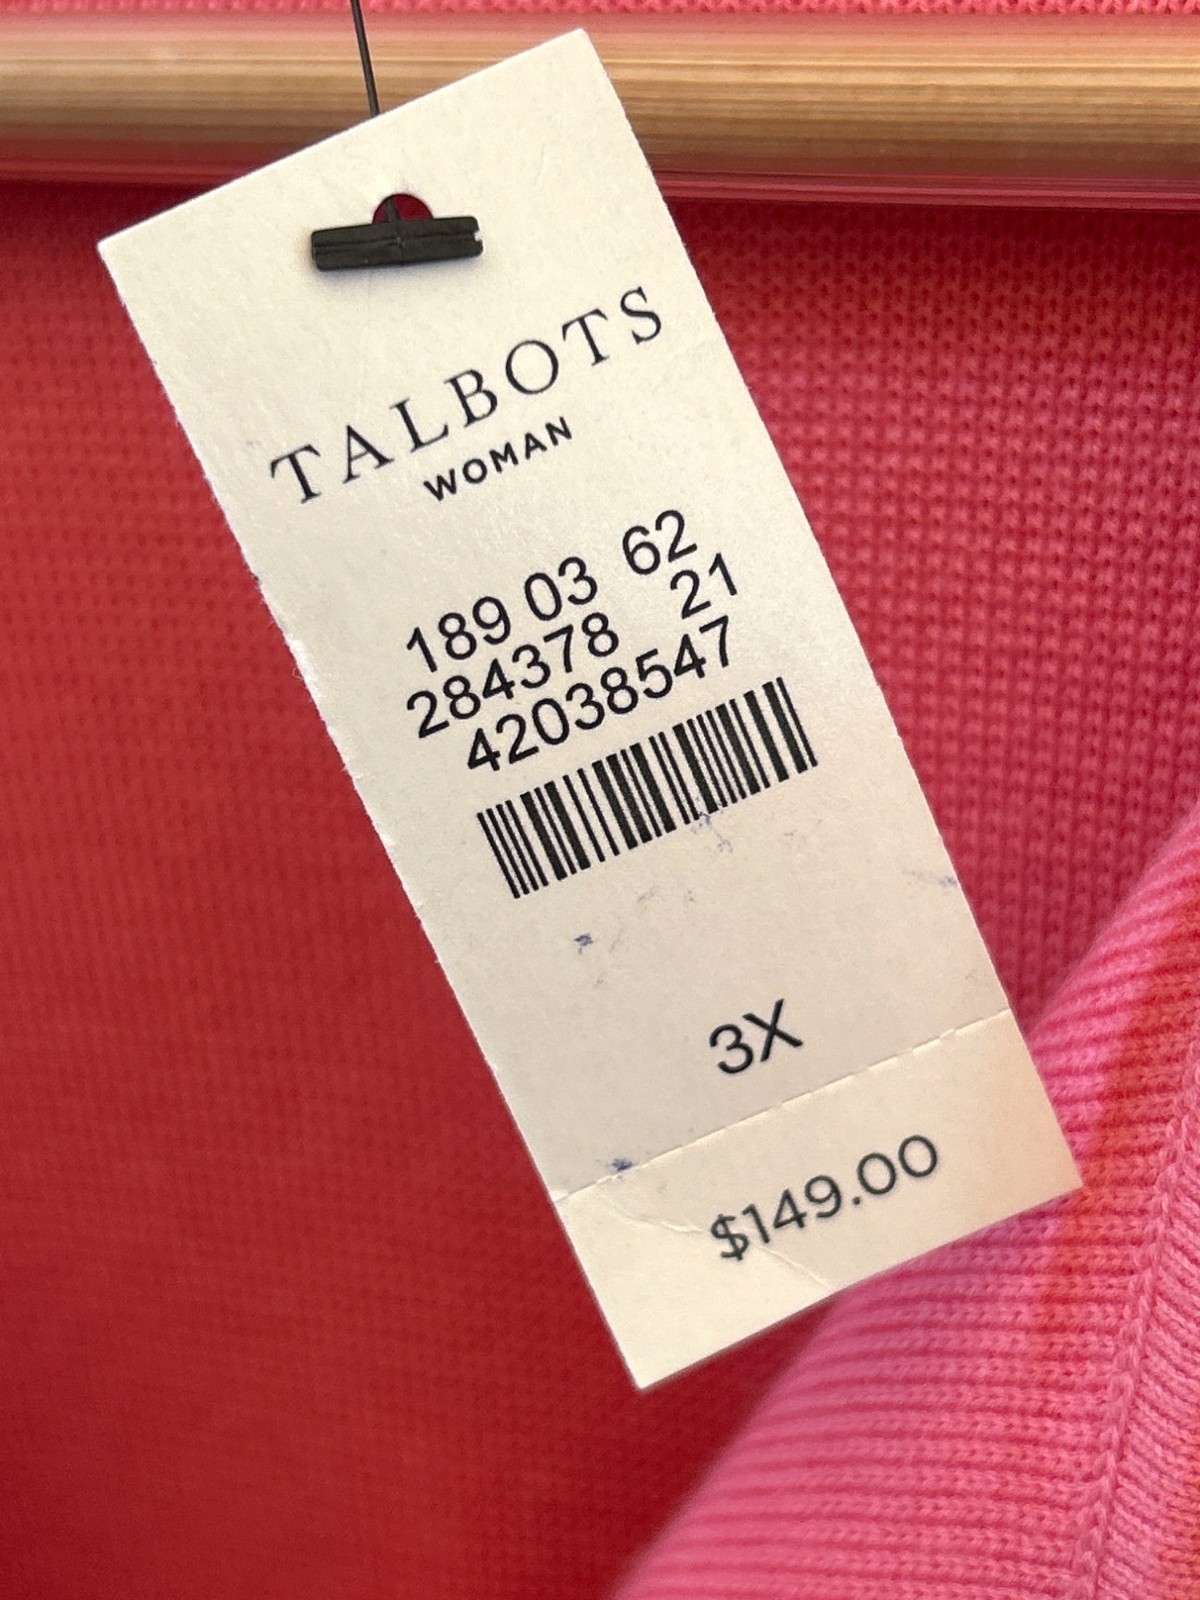 TALBOTS
WOMAN
189 03 62
284378 21
42038547
3X
$149.00